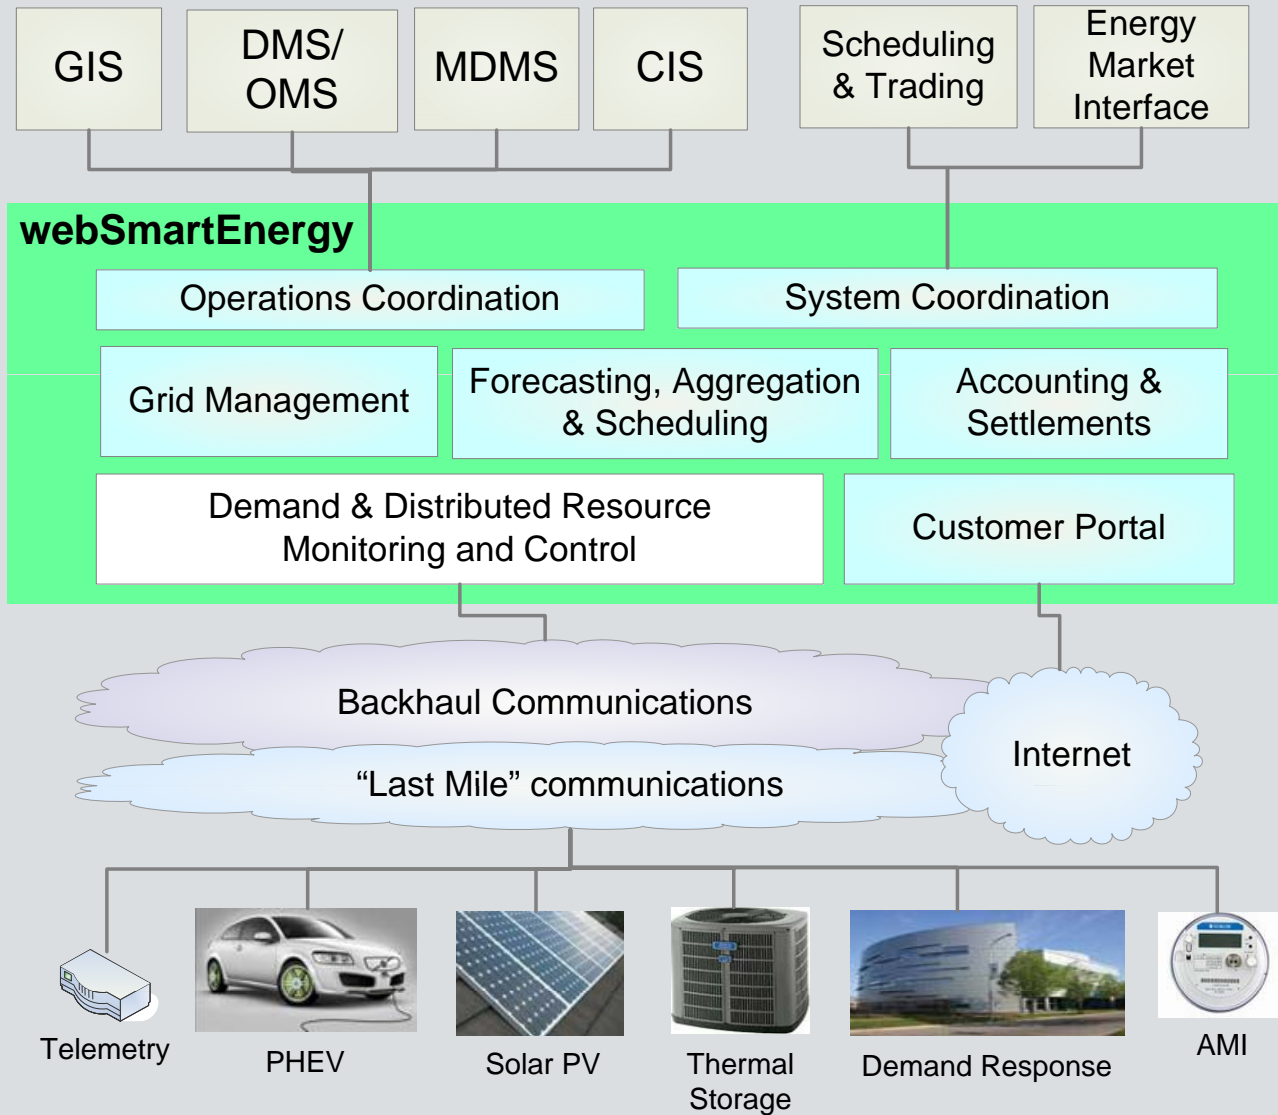 GIS
DMS/
OMS
MDMS
CIS
Scheduling
& Trading
Energy
Market
Interface
webSmartEnergy
Operations Coordination
System Coordination
Grid Management
Forecasting, Aggregation
& Scheduling
Accounting &
Settlements
Demand & Distributed Resource
Monitoring and Control
Customer Portal
Backhaul Communications
Internet
“Last Mile” communications
Telemetry
PHEV
Solar PV
Thermal
Storage
Demand Response
AMI